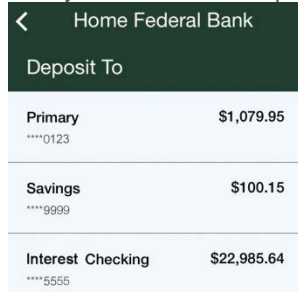 Home Federal Bank
Deposit To
Primary $1,079.95
****0123
Savings $100.15
****9999
Interest Checking $22,985.64
****5555